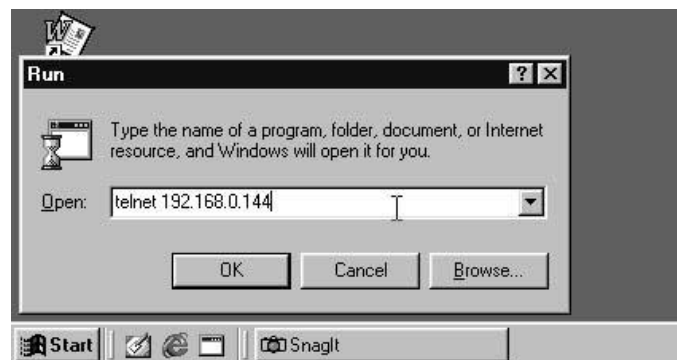 Run
Type the name of a program, folder, document, or Internet
resource, and Windows will open it for you.
Open: telnet 192.168.0.144
OK Cancel Browse...
Start SnagIt